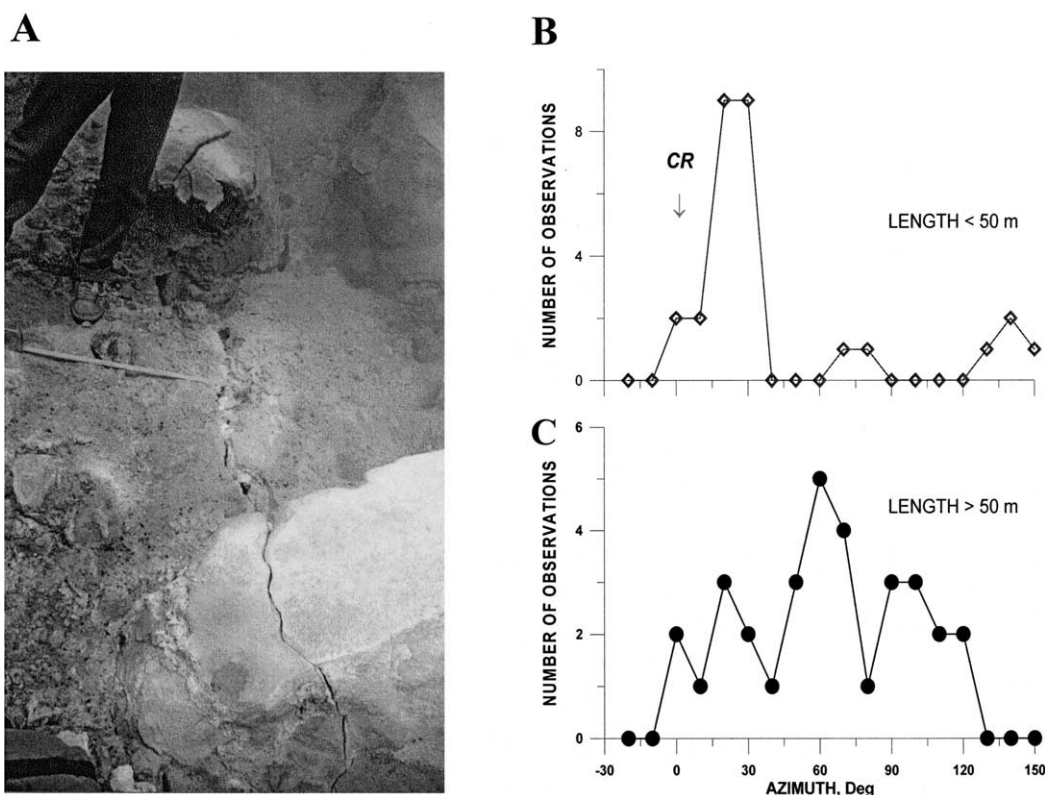 A
B
NUMBER OF OBSERVATIONS
8
4
0
CR
LENGTH < 50 m
C
NUMBER OF OBSERVATIONS
6
4
2
0
LENGTH > 50 m
-30 0 30 60 90 120 150
AZIMUTH, Deg